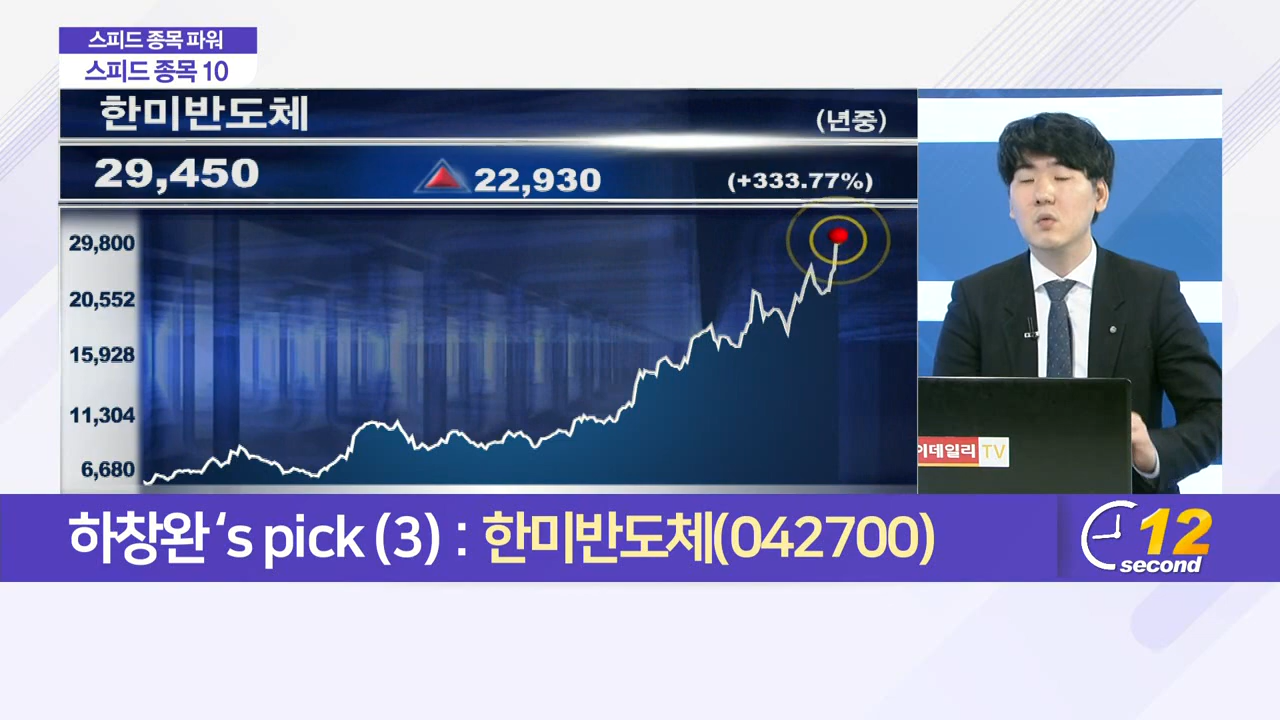 스피드 종목 파워
스피드 종목 10
한미반도체
(년중)
29,450
22,930
(+333.77%)
29,800
20,552
15,928
11,304
6,680
이데일리 TV
하창완 ‘s pick (3) : 한미반도체(042700)
12
second